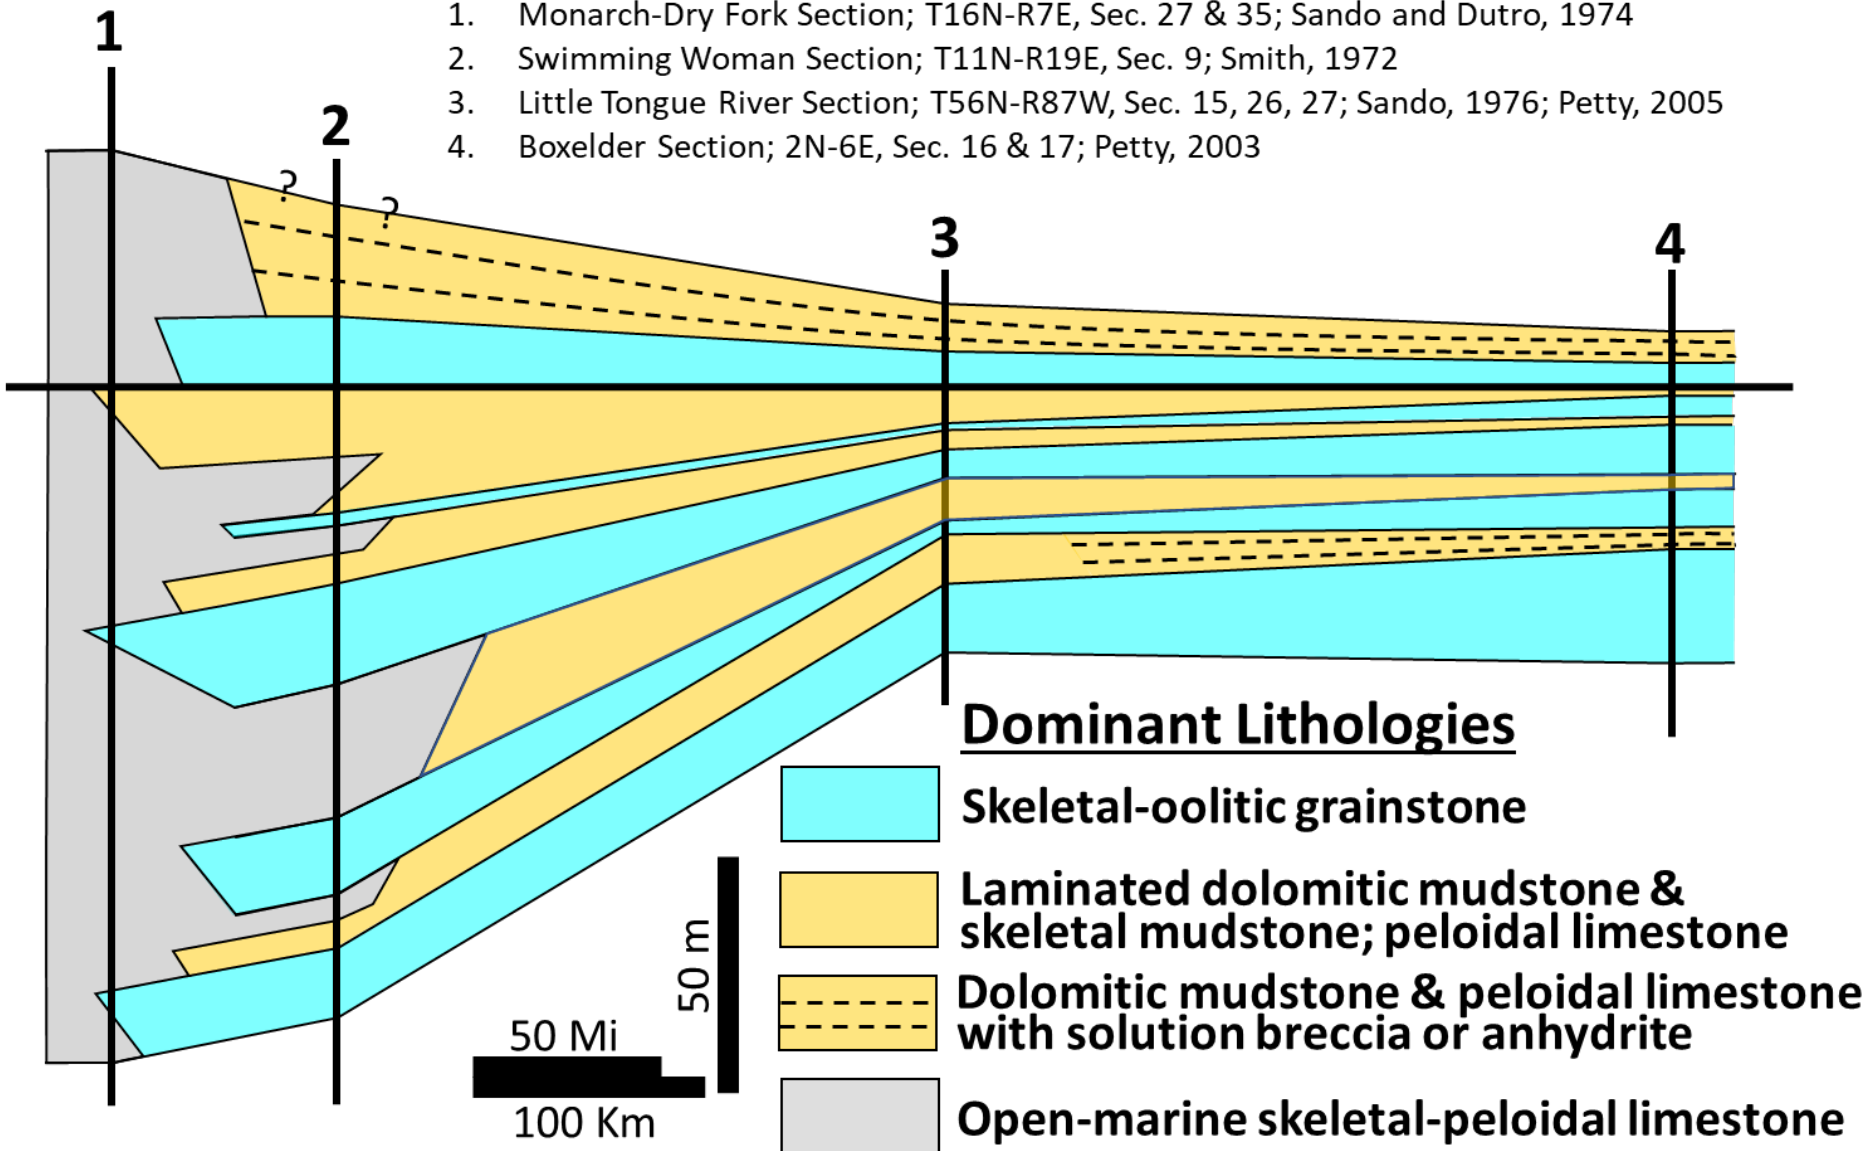 1. Monarch-Dry Fork Section; T16N-R7E, Sec. 27 & 35; Sando and Dutro, 1974
2. Swimming Woman Section; T11N-R19E, Sec. 9; Smith, 1972
3. Little Tongue River Section; T56N-R87W, Sec. 15, 26, 27; Sando, 1976; Petty, 2005
4. Boxelder Section; 2N-6E, Sec. 16 & 17; Petty, 2003
1
2
?
?
3
4
Dominant Lithologies
Skeletal-oolitic grainstone
Laminated dolomitic mudstone &
skeletal mudstone; peloidal limestone
Dolomitic mudstone & peloidal limestone
with solution breccia or anhydrite
Open-marine skeletal-peloidal limestone
50 m
50 Mi
100 Km